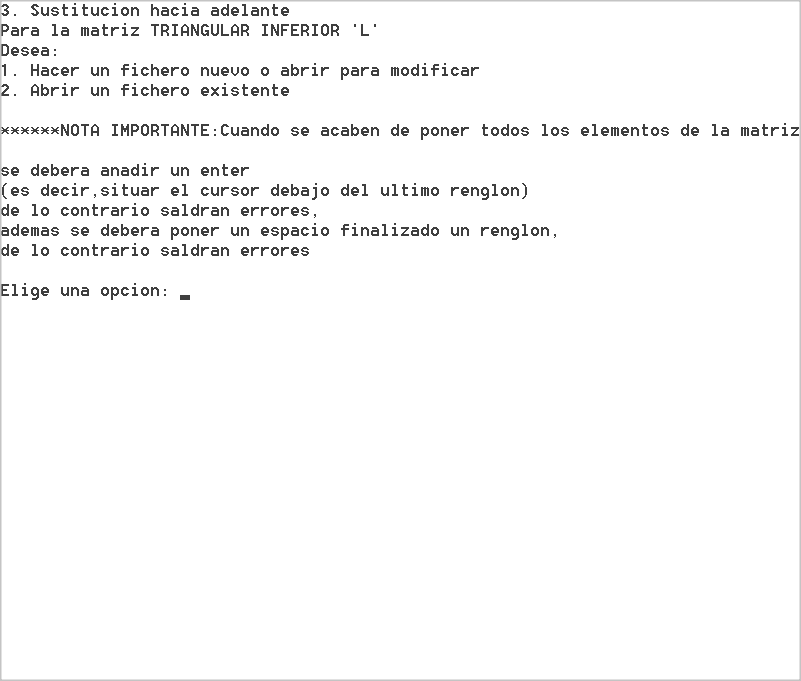 3. Sustitucion hacia adelante
Para la matriz TRIANGULAR INFERIOR 'L'
Desea:
1. Hacer un fichero nuevo o abrir para modificar
2. Abrir un fichero existente
******NOTA IMPORTANTE:Cuando se acaben de poner todos los elementos de la matriz
se debera anadir un enter
(es decir,situar el cursor debajo del ultimo renglon)
de lo contrario saldran errores,
ademas se debera poner un espacio finalizado un renglon,
de lo contrario saldran errores
Elige una opcion: _